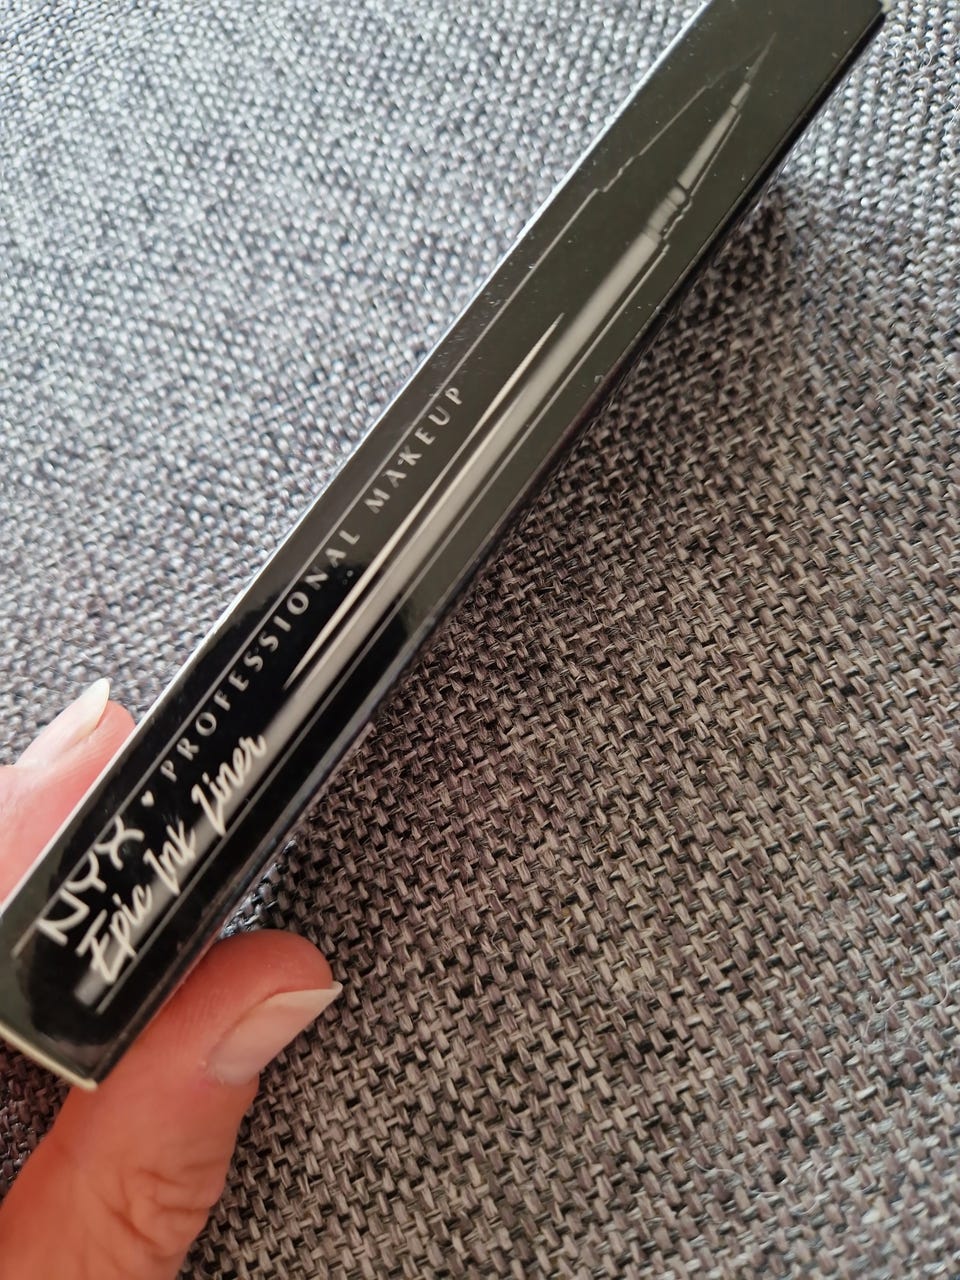 NYX PROFESSIONAL MAKEUP
Epic Ink Liner